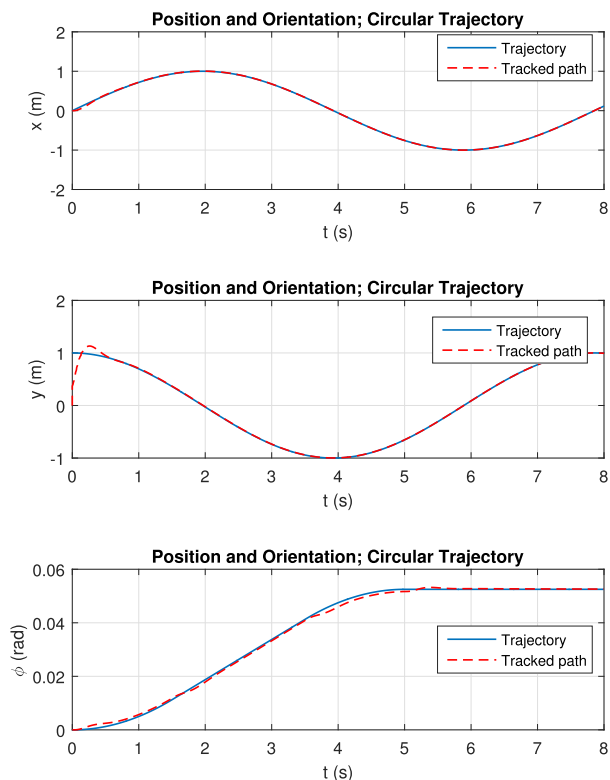 Position and Orientation; Circular Trajectory
2
1
0
-1
-2
x (m)
Trajectory
Tracked path
0 1 2 3 4 5 6 7 8
t (s)
Position and Orientation; Circular Trajectory
2
1
0
-1
y (m)
Trajectory
Tracked path
0 1 2 3 4 5 6 7 8
t (s)
Position and Orientation; Circular Trajectory
0.06
0.04
0.02
0
ϕ (rad)
Trajectory
Tracked path
0 1 2 3 4 5 6 7 8
t (s)